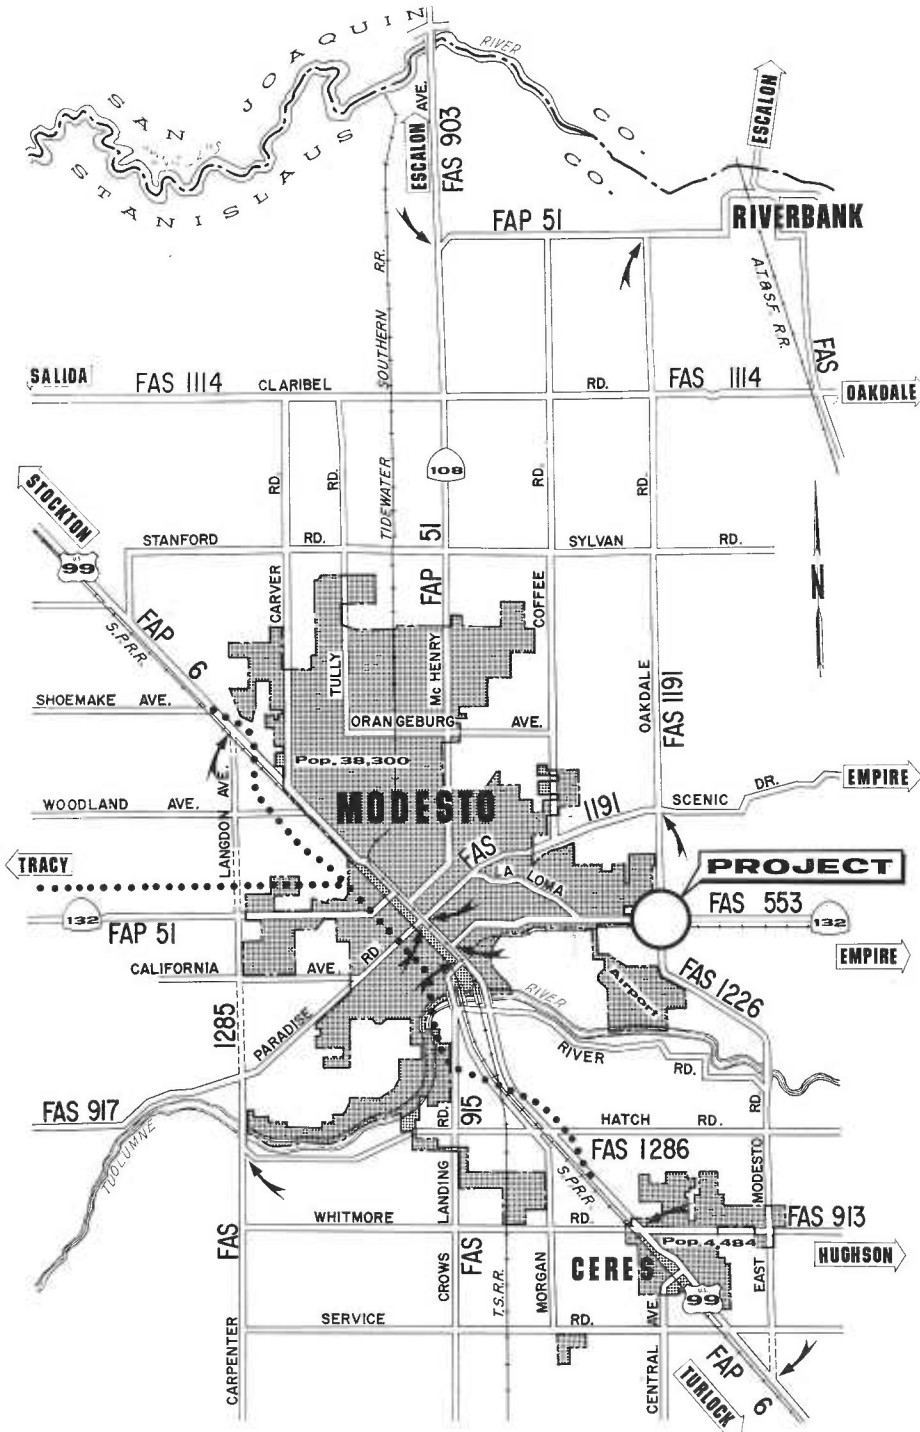 SAN JOAQUIN CO.
STANISLAUS CO.
RIVER
ESCALON
AVE.
FAS 903
ESCALON
FAP 51
RIVERBANK
SOUTHERN RR.
A.T.&S.F. R.R.
FAS
SALIDA
FAS 1114
CLARIBEL
RD.
FAS 1114
OAKDALE
108
RD.
RD.
TIDEWATER
RD.
RD.
STOCKTON
U.S. 99
STANFORD
RD.
51
SYLVAN
RD.
N
CARVER
FAP
COFFEE
FAP 6
S.P.R.R.
TULLY
Mc HENRY
OAKDALE
FAS 1191
SHOEMAKE AVE.
ORANGEBURG AVE.
Pop. 38,300
WOODLAND AVE.
LANGDON AVE.
MODESTO
1191
SCENIC DR.
EMPIRE
TRACY
FAS
LA LOMA
PROJECT
132
FAP 51
RD.
FAS 553
132
CALIFORNIA AVE.
EMPIRE
Airport
FAS 1226
RIVER
1285
PARADISE
RIVER RD.
FAS 917
TUOLUMNE
RD.
915
HATCH RD.
RD.
FAS 1286
S.P.R.R.
MODESTO
LANDING
WHITMORE
RD.
FAS 913
Pop. 4,484
HUGHSON
FAS
CROWS
FAS
T.S.R.R.
MORGAN
CERES
EAST
U.S. 99
CARPENTER
SERVICE
RD.
AVE
CENTRAL
FAP 6
TURLOCK